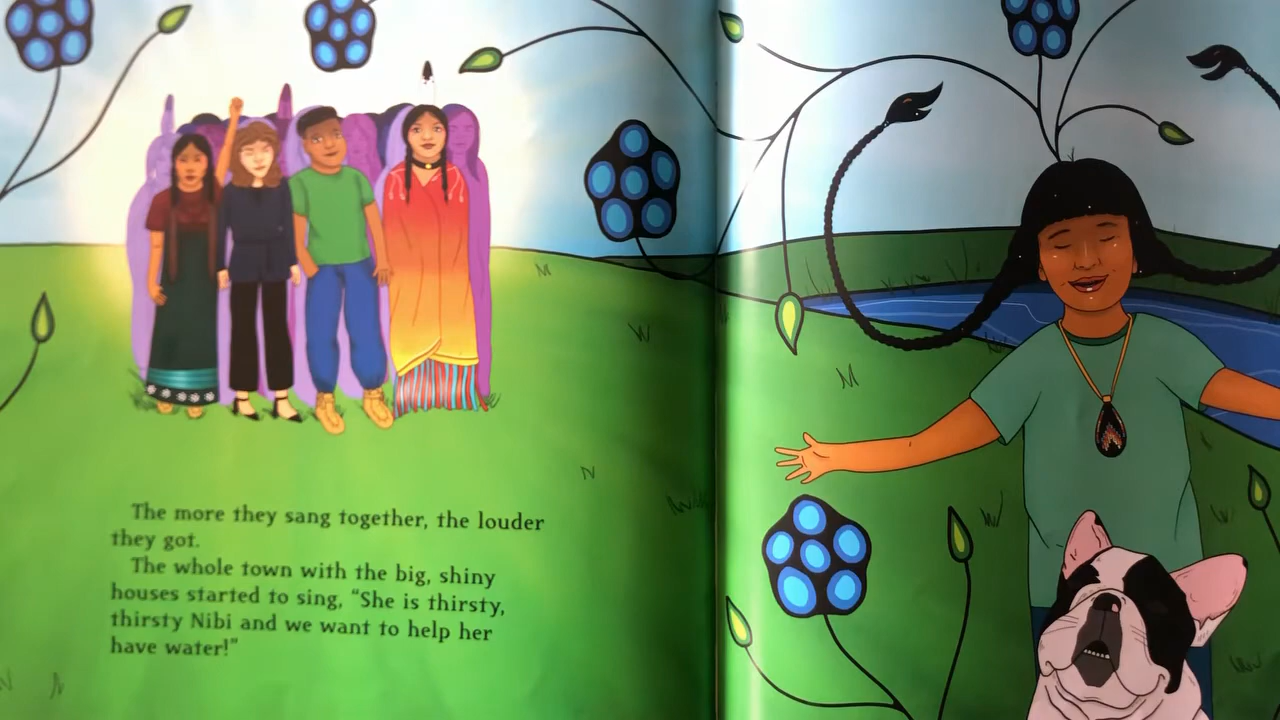 The more they sang together, the louder
they got.
The whole town with the big, shiny
houses started to sing, “She is thirsty,
thirsty Nibi and we want to help her
have water!”